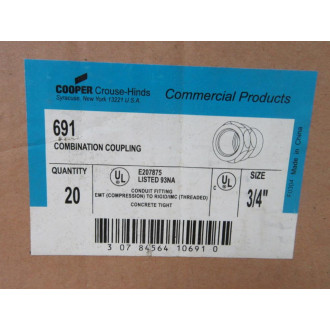 COOPER Crouse-Hinds
Syracuse, New York 13221 U.S.A.
Commercial Products
691
COMBINATION COUPLING
Made in China
QUANTITY
20
UL
E207875
LISTED 93NA
C UL
SIZE
3/4"
CONDUIT FITTING
EMT (COMPRESSION) TO RIGID/IMC (THREADED)
CONCRETE TIGHT
3 07 84564 10691 0